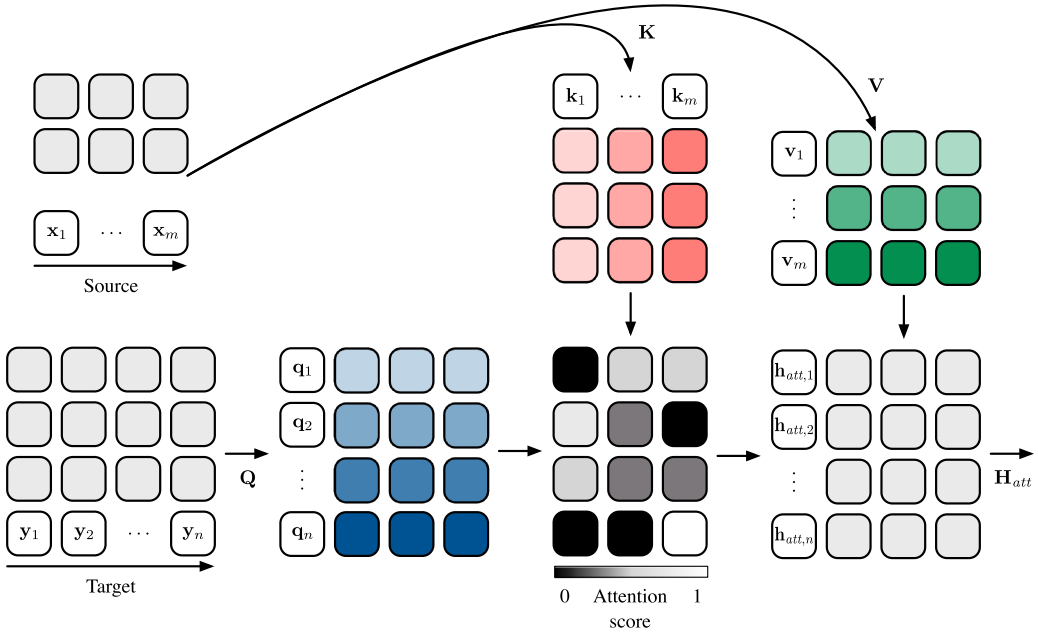 K
V
k₁ ⋯ kₘ
v₁
x₁ ⋯ xₘ
⋮
vₘ
Source
q₁
h_att,1
q₂
h_att,2
Q
⋮
⋮
H_att
y₁ y₂ ⋯ yₙ
qₙ
h_att,n
Target
0 Attention 1
score